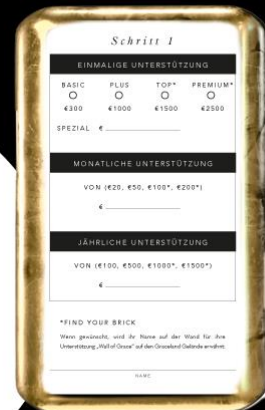 Schritt 1
EINMALIGE UNTERSTÜTZUNG
BASIC PLUS TOP* PREMIUM*
€300 €1000 €1500 €2500
SPEZIAL €
MONATLICHE UNTERSTÜTZUNG
VON (€20, €50, €100*, €200*)
€
JÄHRLICHE UNTERSTÜTZUNG
VON (€100, €500, €1000*, €1500*)
€
*FIND YOUR BRICK
Wenn gewünscht, wird ihr Name auf der Wand für ihre
Unterstützung „Wall of Grace" auf den Graceland Gelände erwähnt.
NAME